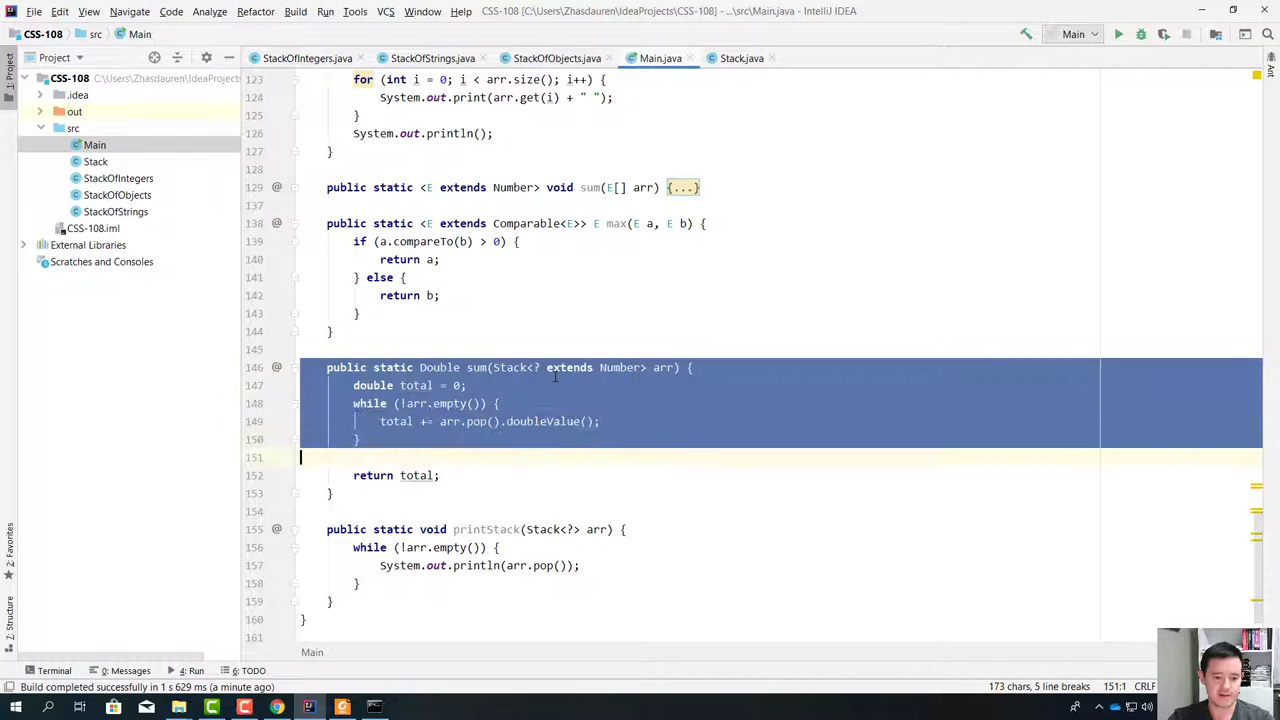 File Edit View Navigate Code Analyze Refactor Build Run Tools VCS Window Help CSS-108 [C:\Users\Zhasdauren\IdeaProjects\CSS-108] - ...\src\Main.java - IntelliJ IDEA
CSS-108 src Main
Main
Project
StackOfIntegers.java StackOfStrings.java StackOfObjects.java Main.java Stack.java
1: Project
Ant
CSS-108 C:\Users\Zhasdauren\IdeaProjects
.idea
out
src
Main
Stack
StackOfIntegers
StackOfObjects
StackOfStrings
CSS-108.iml
External Libraries
Scratches and Consoles
2: Favorites
7: Structure
123 for (int i = 0; i < arr.size(); i++) {
124 System.out.print(arr.get(i) + " ");
125 }
126 System.out.println();
127 }
128
129 @ public static <E extends Number> void sum(E[] arr) {...}
137
138 @ public static <E extends Comparable<E>> E max(E a, E b) {
139 if (a.compareTo(b) > 0) {
140 return a;
141 } else {
142 return b;
143 }
144 }
145
146 @ public static Double sum(Stack<? extends Number> arr) {
147 double total = 0;
148 while (!arr.empty()) {
149 total += arr.pop().doubleValue();
150 }
151
152 return total;
153 }
154
155 @ public static void printStack(Stack<?> arr) {
156 while (!arr.empty()) {
157 System.out.println(arr.pop());
158 }
159 }
160 }
161
Main
Terminal 0: Messages 4: Run 6: TODO
Build completed successfully in 1 s 629 ms (a minute ago) 173 chars, 5 line breaks 151:1 CRLF